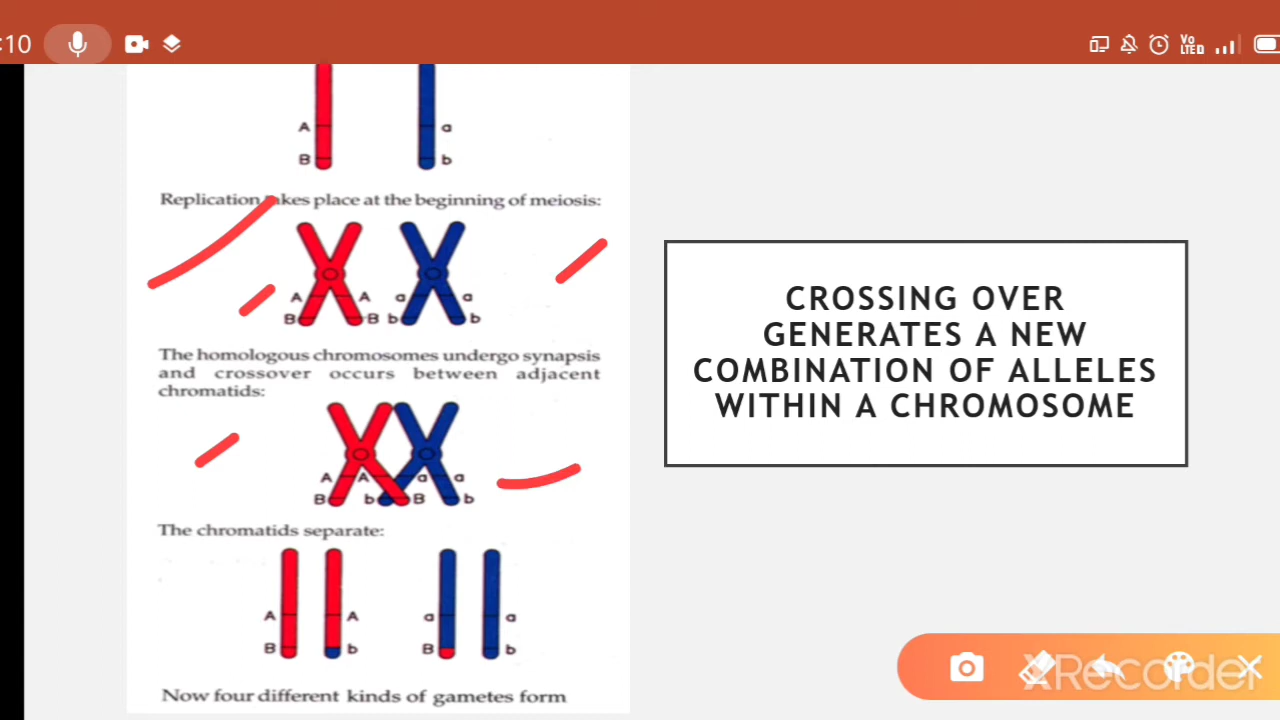 :10
Vo
LTE D
A a
B b
Replication takes place at the beginning of meiosis:
A A a a
B B b b
The homologous chromosomes undergo synapsis
and crossover occurs between adjacent
chromatids:
A A a a
B b B b
The chromatids separate:
A A a a
B b B b
Now four different kinds of gametes form
CROSSING OVER
GENERATES A NEW
COMBINATION OF ALLELES
WITHIN A CHROMOSOME
XRecorder